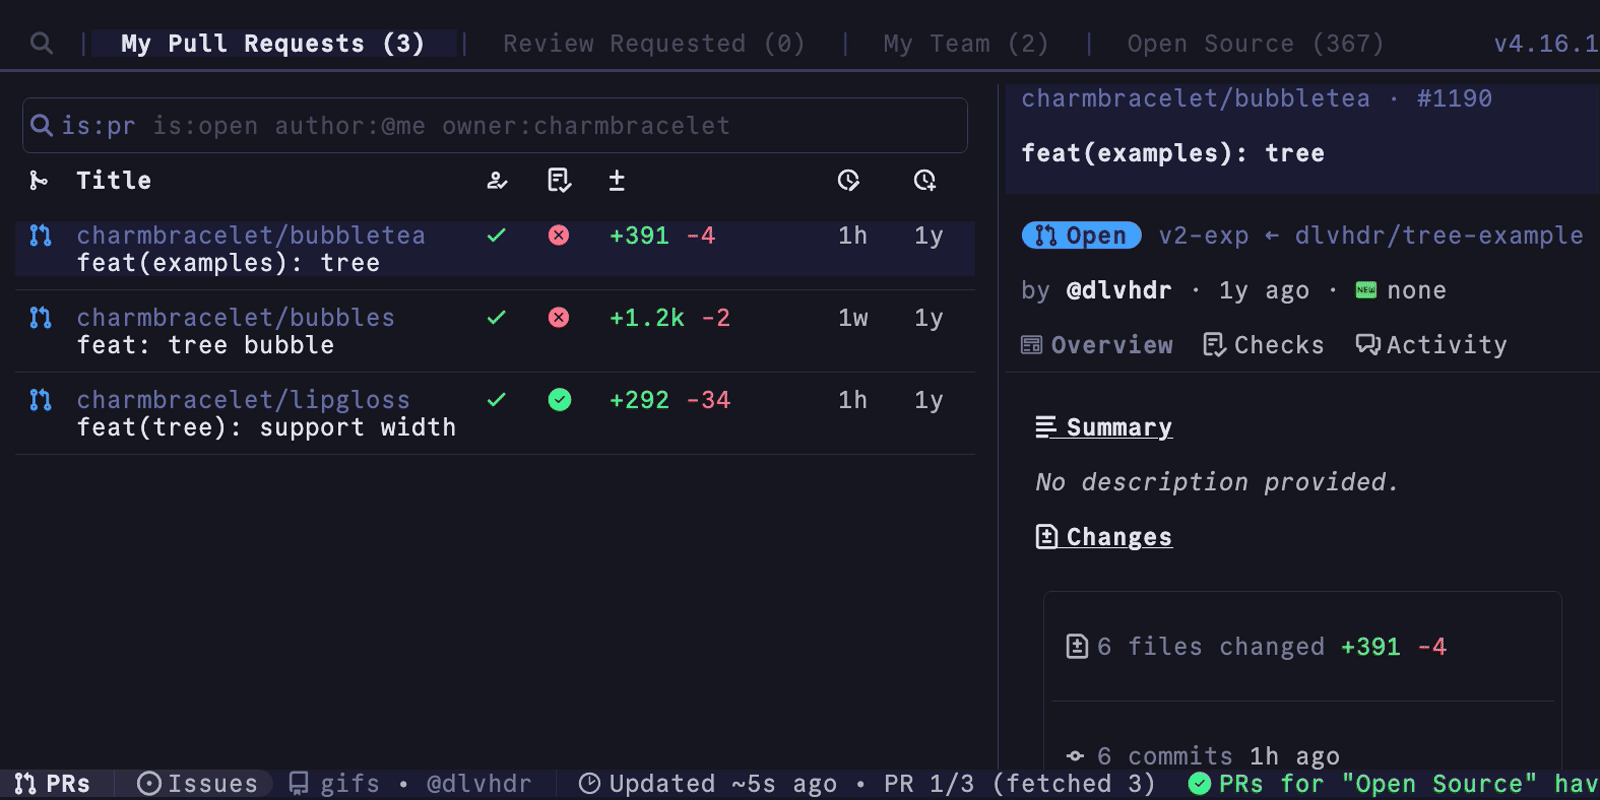 My Pull Requests (3) | Review Requested (0) | My Team (2) | Open Source (367) v4.16.1
is:pr is:open author:@me owner:charmbracelet
Title
charmbracelet/bubbletea +391 -4 1h 1y
feat(examples): tree
charmbracelet/bubbles +1.2k -2 1w 1y
feat: tree bubble
charmbracelet/lipgloss +292 -34 1h 1y
feat(tree): support width
charmbracelet/bubbletea · #1190
feat(examples): tree
Open v2-exp ← dlvhdr/tree-example
by @dlvhdr · 1y ago · NEW none
Overview Checks Activity
Summary
No description provided.
Changes
6 files changed +391 -4
6 commits 1h ago
PRs Issues gifs • @dlvhdr Updated ~5s ago • PR 1/3 (fetched 3) PRs for "Open Source" hav